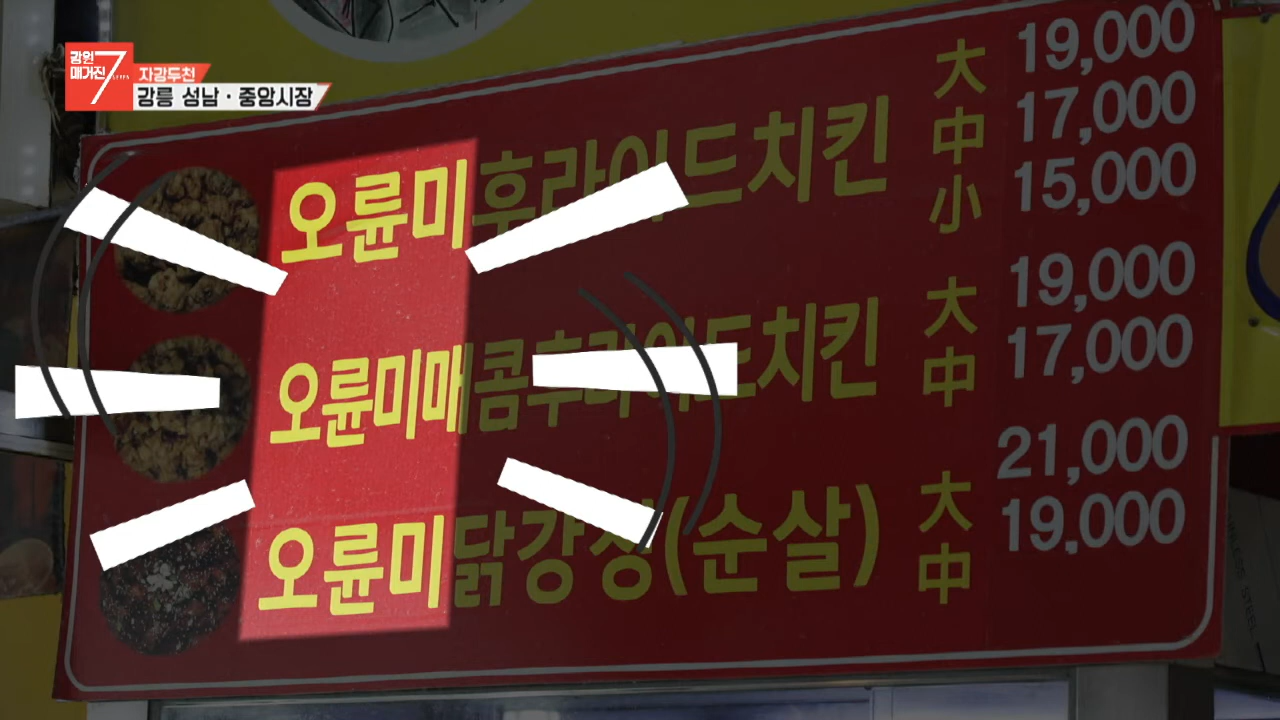 강원
매거진 7
자강두천
강릉 성남·중앙시장
오륜미후라이드치킨 大 19,000
中 17,000
小 15,000
오륜미매콤후라이드치킨 大 19,000
中 17,000
오륜미닭강정(순살) 大 21,000
中 19,000